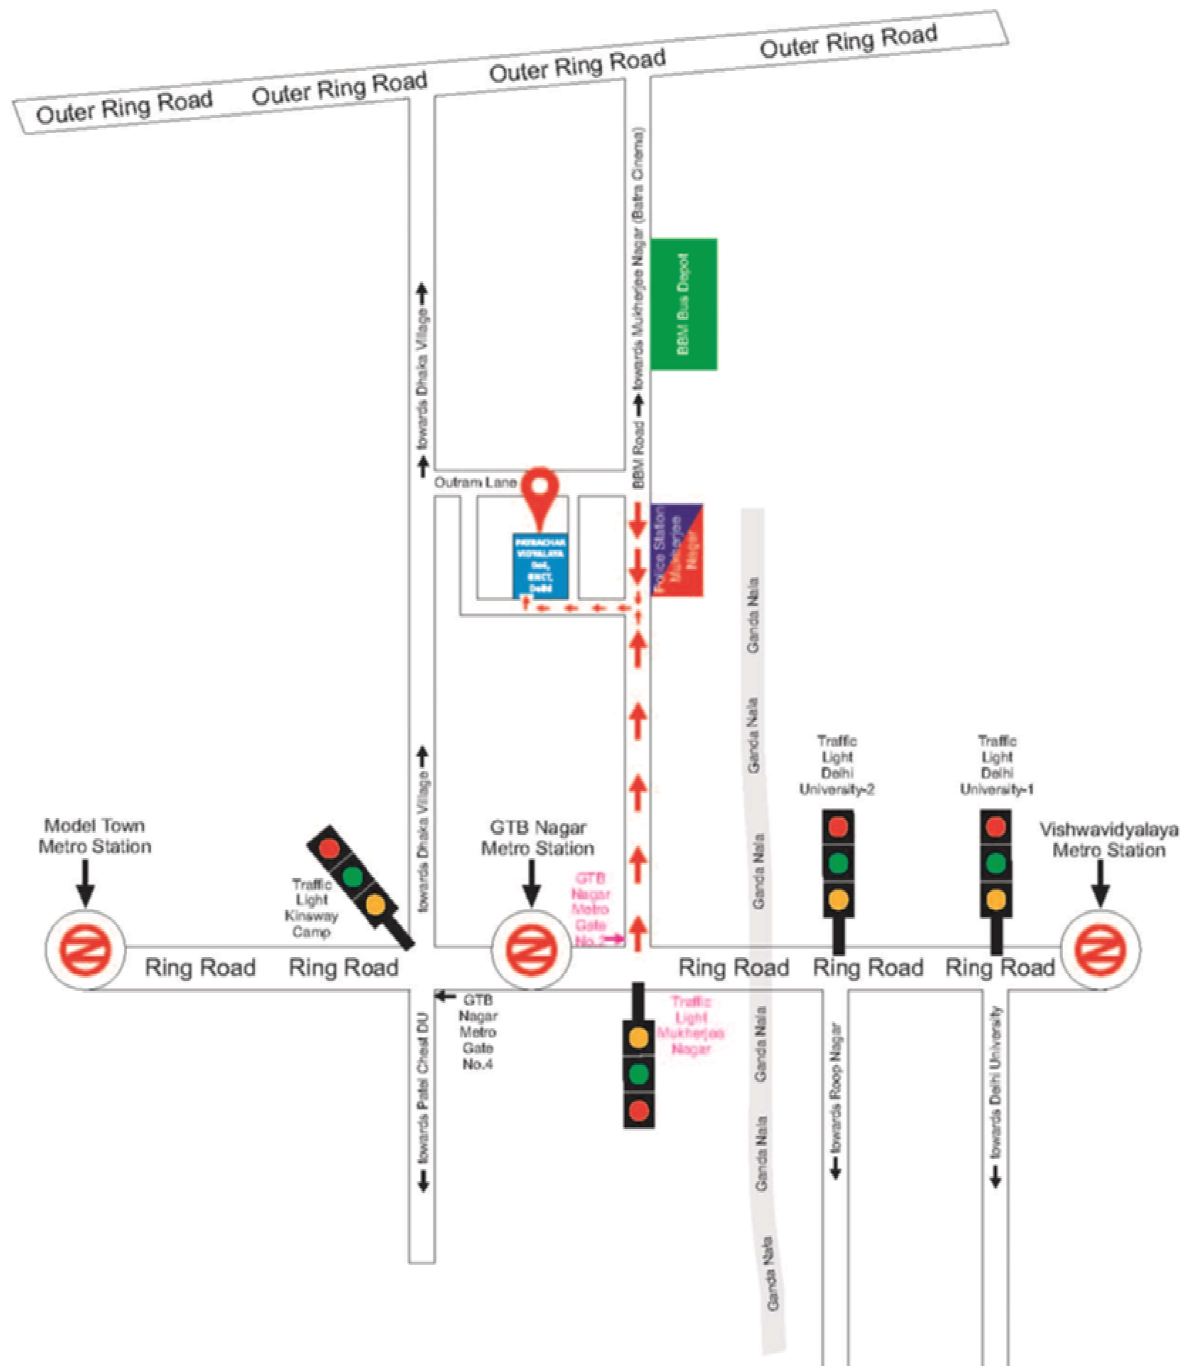 Outer Ring Road
Outer Ring Road
Outer Ring Road
Outer Ring Road
towards Mukherjee Nagar (Batra Cinema)
BBM Bus Depot
towards Dhaka Village
BBM Road
Outram Lane
PATRACHAR
VIDYALAYA
Delhi
Police Station
Mukherjee
Nagar
Ganda Nala
Ganda Nala
Ganda Nala
Traffic
Light
Delhi
University-2
Traffic
Light
Delhi
University-1
Model Town
Metro Station
towards Dhaka Village
GTB Nagar
Metro Station
Vishwavidyalaya
Metro Station
Traffic
Light
Kinsway
Camp
GTB
Nagar
Metro
Gate
No.2
Ring Road
Ring Road
Ring Road
Ring Road
Ring Road
GTB
Nagar
Metro
Gate
No.4
Traffic
Light
Mukherjee
Nagar
towards Patel Chest DU
Ganda Nala
Ganda Nala
Ganda Nala
towards Roop Nagar
towards Delhi University